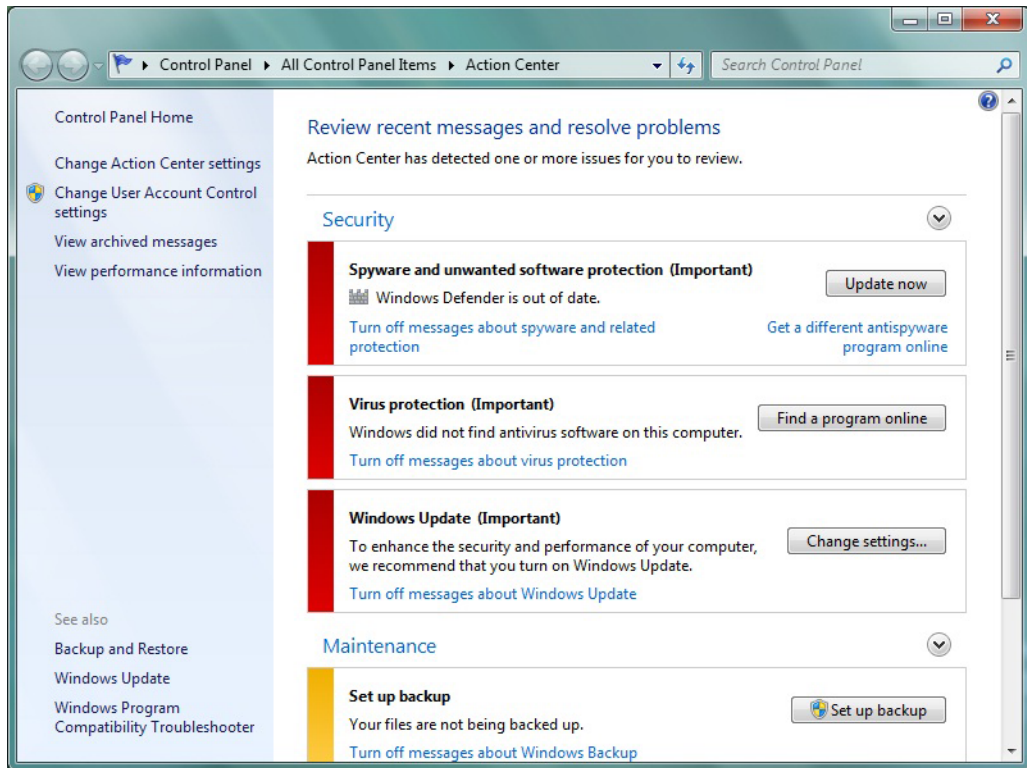 Control Panel ▸ All Control Panel Items ▸ Action Center
Search Control Panel
Control Panel Home
Change Action Center settings
Change User Account Control
settings
View archived messages
View performance information
See also
Backup and Restore
Windows Update
Windows Program
Compatibility Troubleshooter
Review recent messages and resolve problems
Action Center has detected one or more issues for you to review.
Security
Spyware and unwanted software protection (Important)
Windows Defender is out of date.
Update now
Turn off messages about spyware and related
protection
Get a different antispyware
program online
Virus protection (Important)
Windows did not find antivirus software on this computer.
Find a program online
Turn off messages about virus protection
Windows Update (Important)
To enhance the security and performance of your computer,
we recommend that you turn on Windows Update.
Change settings...
Turn off messages about Windows Update
Maintenance
Set up backup
Your files are not being backed up.
Set up backup
Turn off messages about Windows Backup